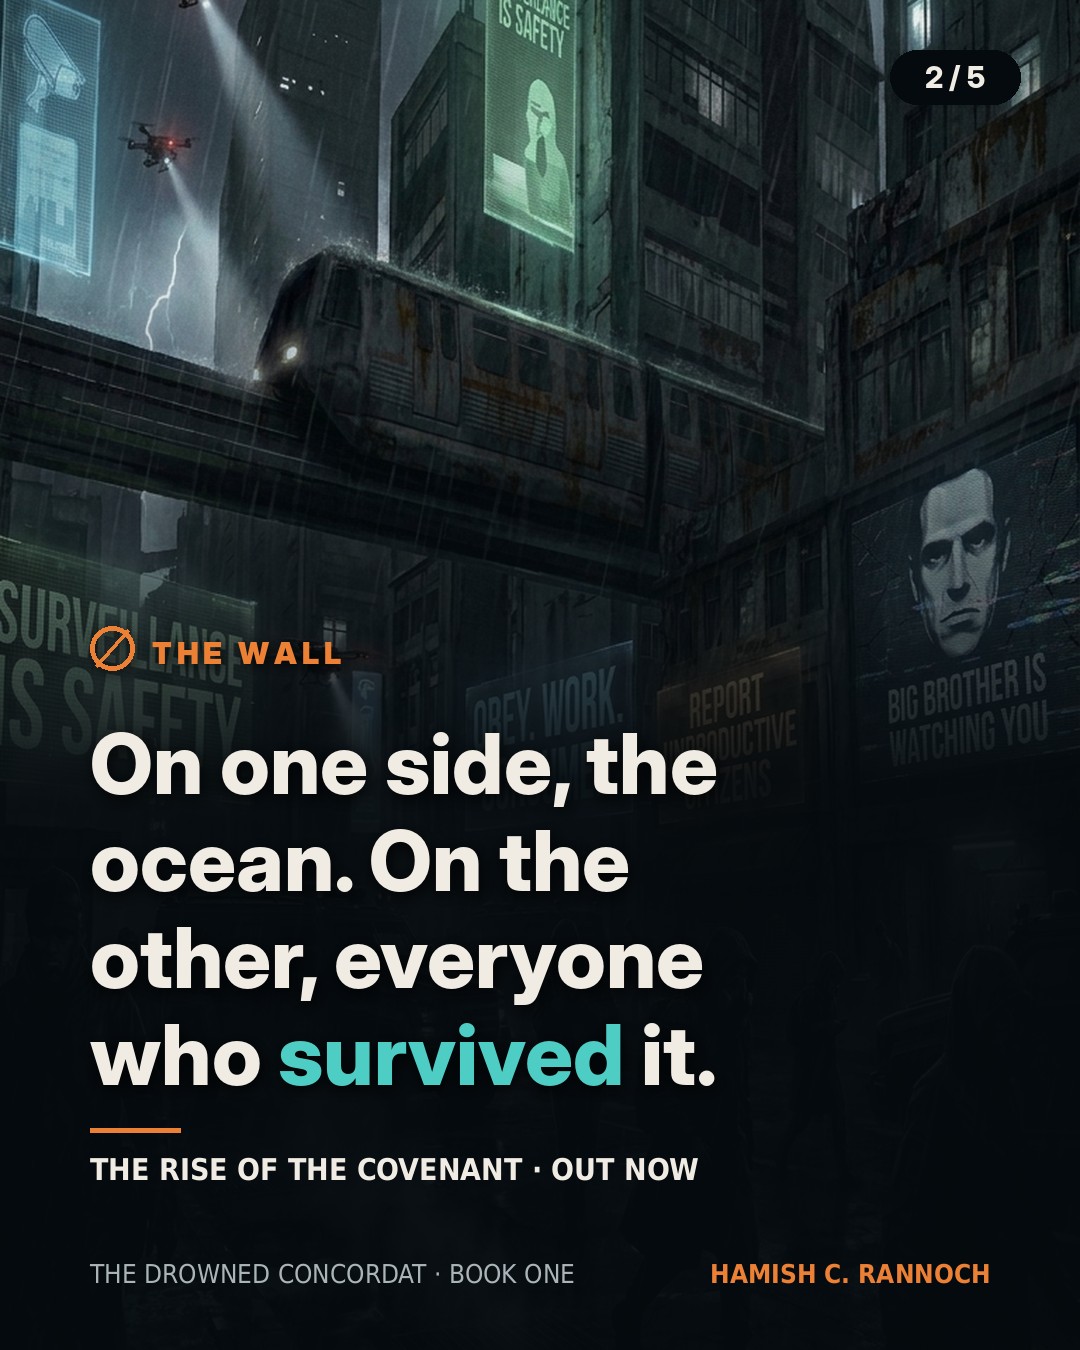 IS SAFETY
2/5
SURVEILLANCE
IS SAFETY
THE WALL
OBEY. WORK.
REPORT
UNPRODUCTIVE
CITIZENS
BIG BROTHER IS
WATCHING YOU
On one side, the
ocean. On the
other, everyone
who survived it.
THE RISE OF THE COVENANT · OUT NOW
THE DROWNED CONCORDAT · BOOK ONE
HAMISH C. RANNOCH